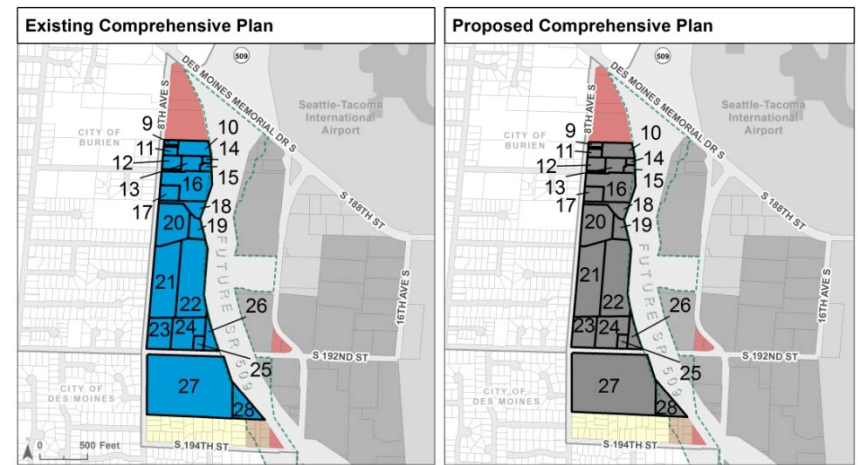 Existing Comprehensive Plan
509
DES MOINES MEMORIAL DR S
8TH AVE S
Seattle-Tacoma
International
Airport
CITY OF
BURIEN
9
10
11
14
12
15
13
16
17
18
S 188TH ST
20
19
FUTURE SR 509
16TH AVE S
21
22
26
23
24
S 192ND ST
25
27
CITY OF
DES MOINES
28
S 194TH ST
0 500 Feet
Proposed Comprehensive Plan
509
DES MOINES MEMORIAL DR S
8TH AVE S
Seattle-Tacoma
International
Airport
CITY OF
BURIEN
9
10
11
14
12
15
13
16
17
18
S 188TH ST
20
19
FUTURE SR 509
16TH AVE S
21
22
26
23
24
S 192ND ST
25
27
CITY OF
DES MOINES
28
S 194TH ST
0 500 Feet